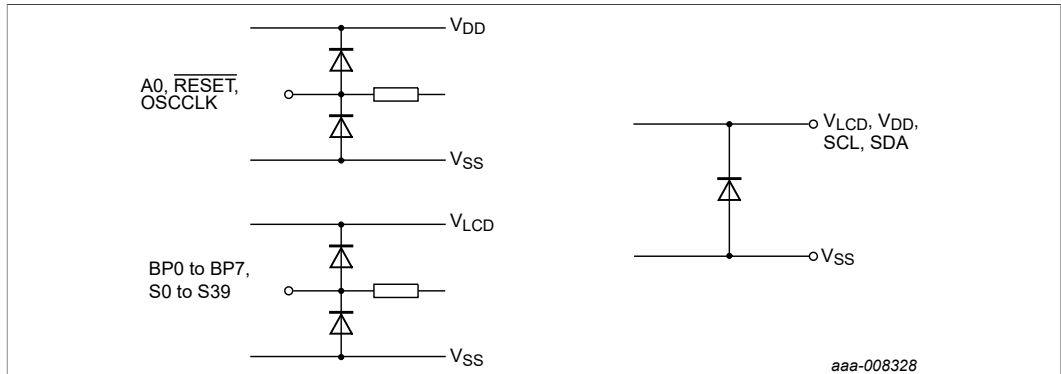 VDD
A0, RESET,
OSCCLK
VSS
VLCD
BP0 to BP7,
S0 to S39
VSS
VLCD, VDD,
SCL, SDA
VSS
aaa-008328